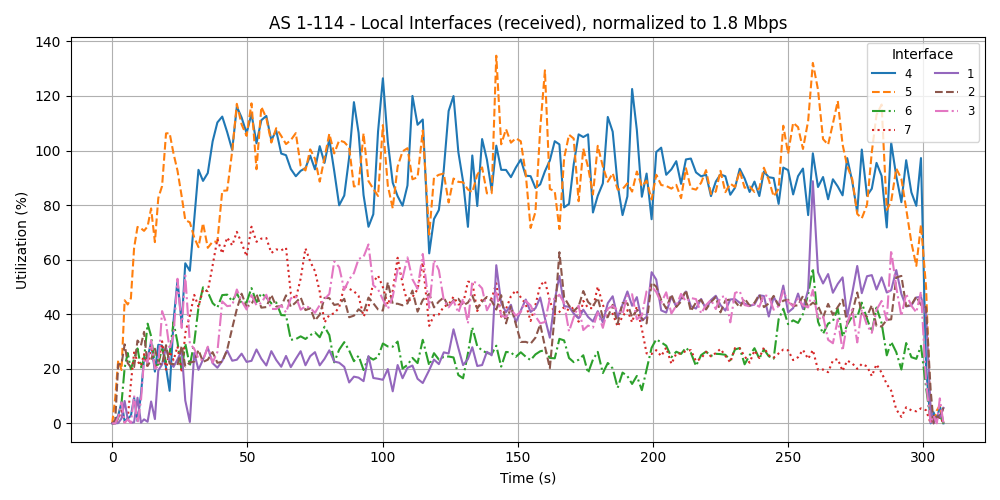 AS 1-114 - Local Interfaces (received), normalized to 1.8 Mbps
Utilization (%)
140
120
100
80
60
40
20
0
0 50 100 150 200 250 300
Time (s)
Interface
4 1
5 2
6 3
7